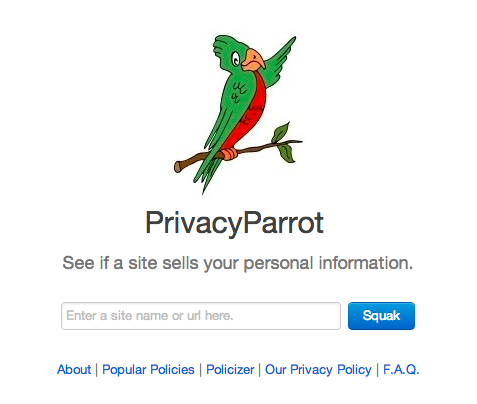 PrivacyParrot
See if a site sells your personal information.
Enter a site name or url here. Squak
About | Popular Policies | Policizer | Our Privacy Policy | F.A.Q.